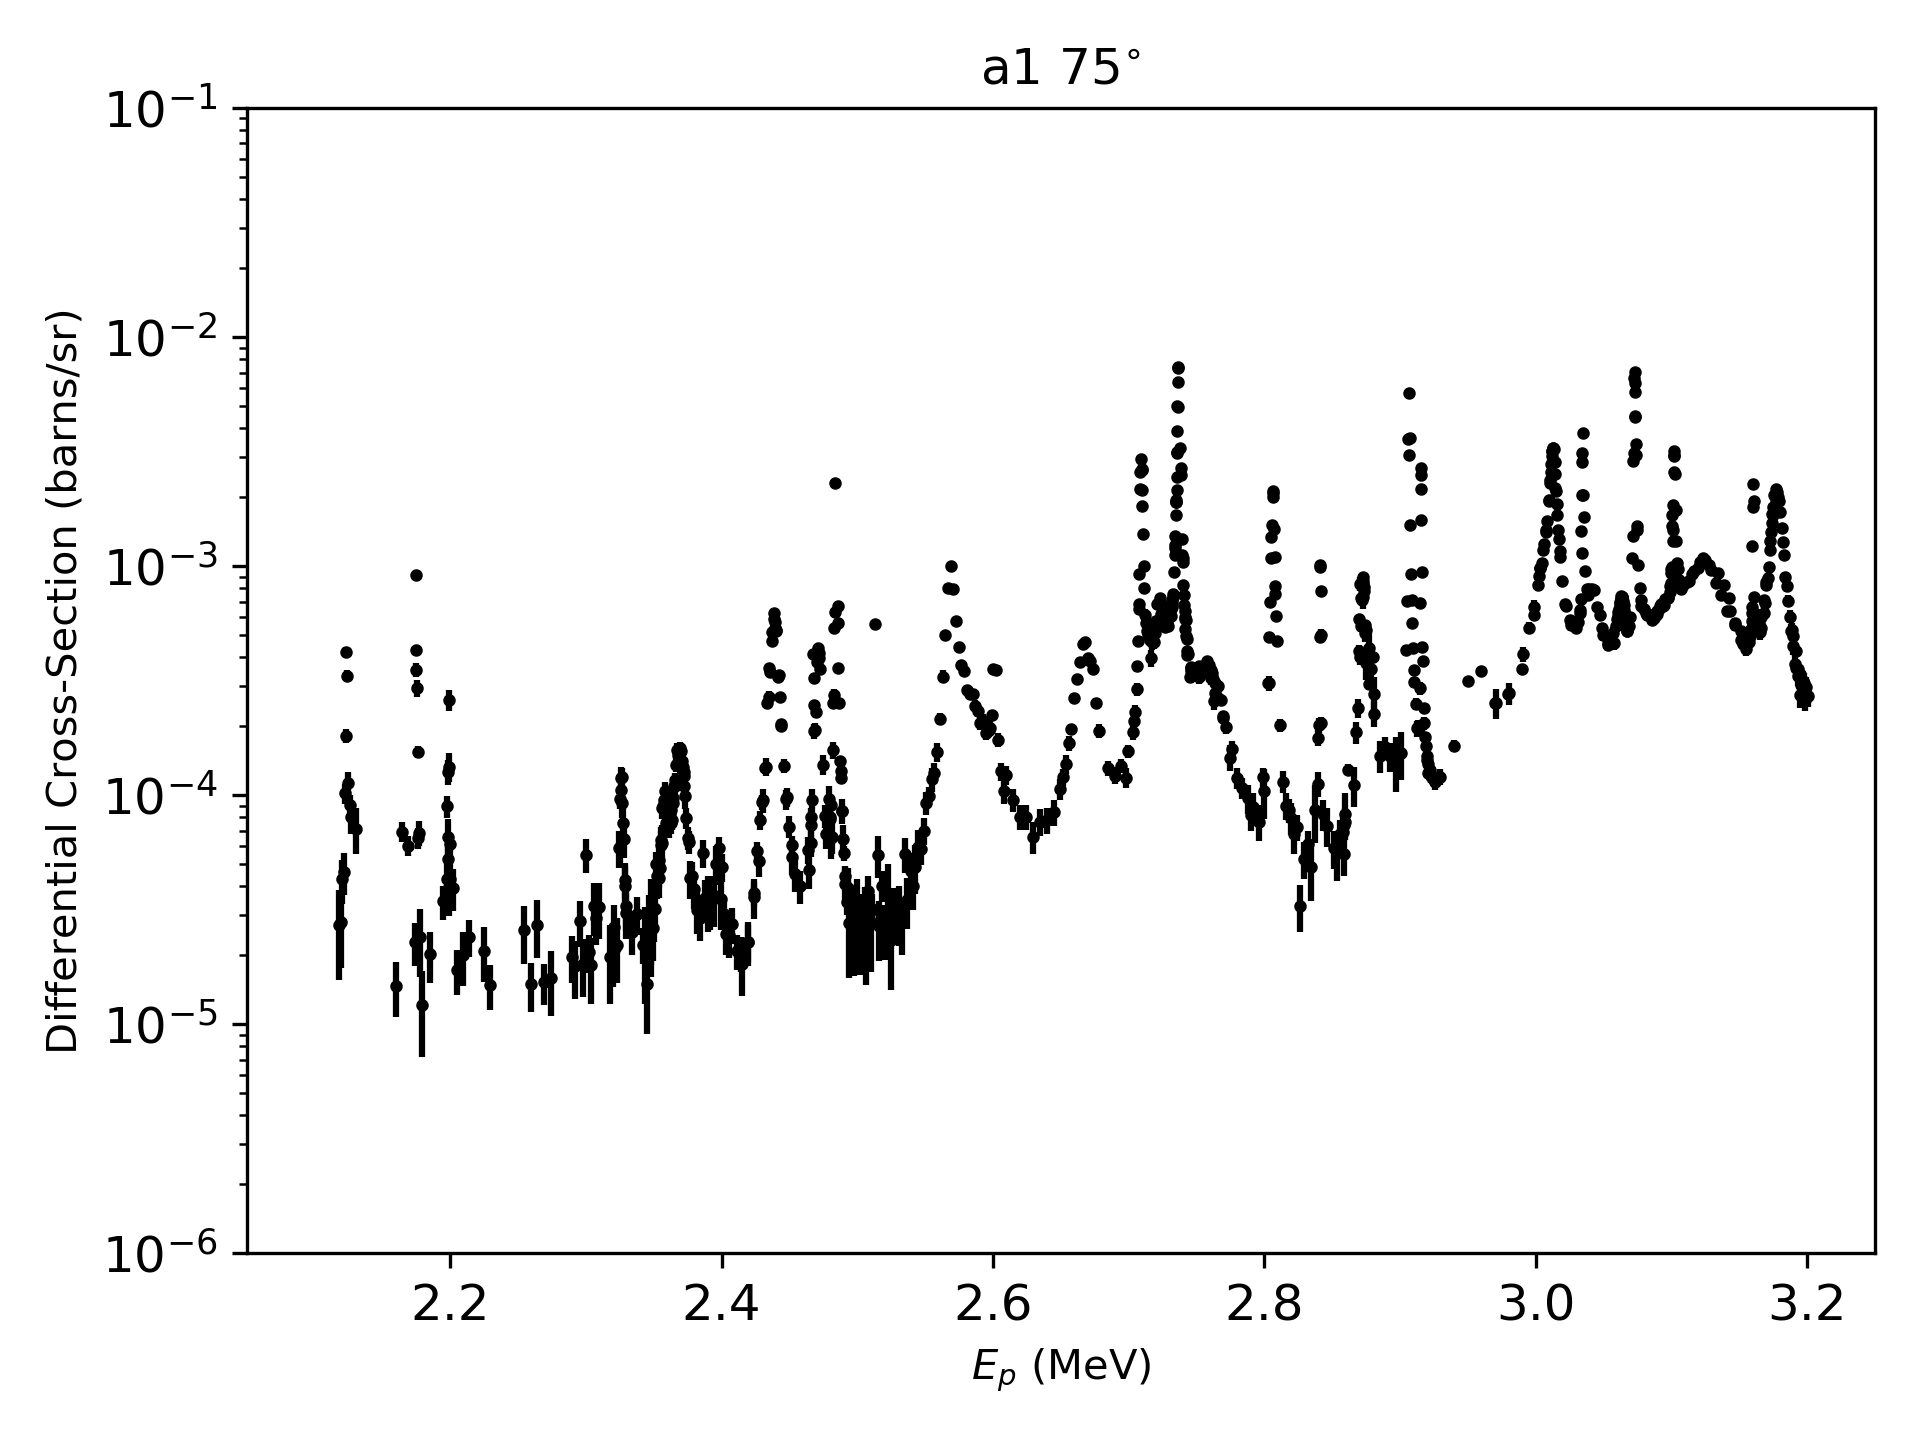 a1 75°
Differential Cross-Section (barns/sr)
10⁻¹
10⁻²
10⁻³
10⁻⁴
10⁻⁵
10⁻⁶
2.2 2.4 2.6 2.8 3.0 3.2
Eₚ (MeV)